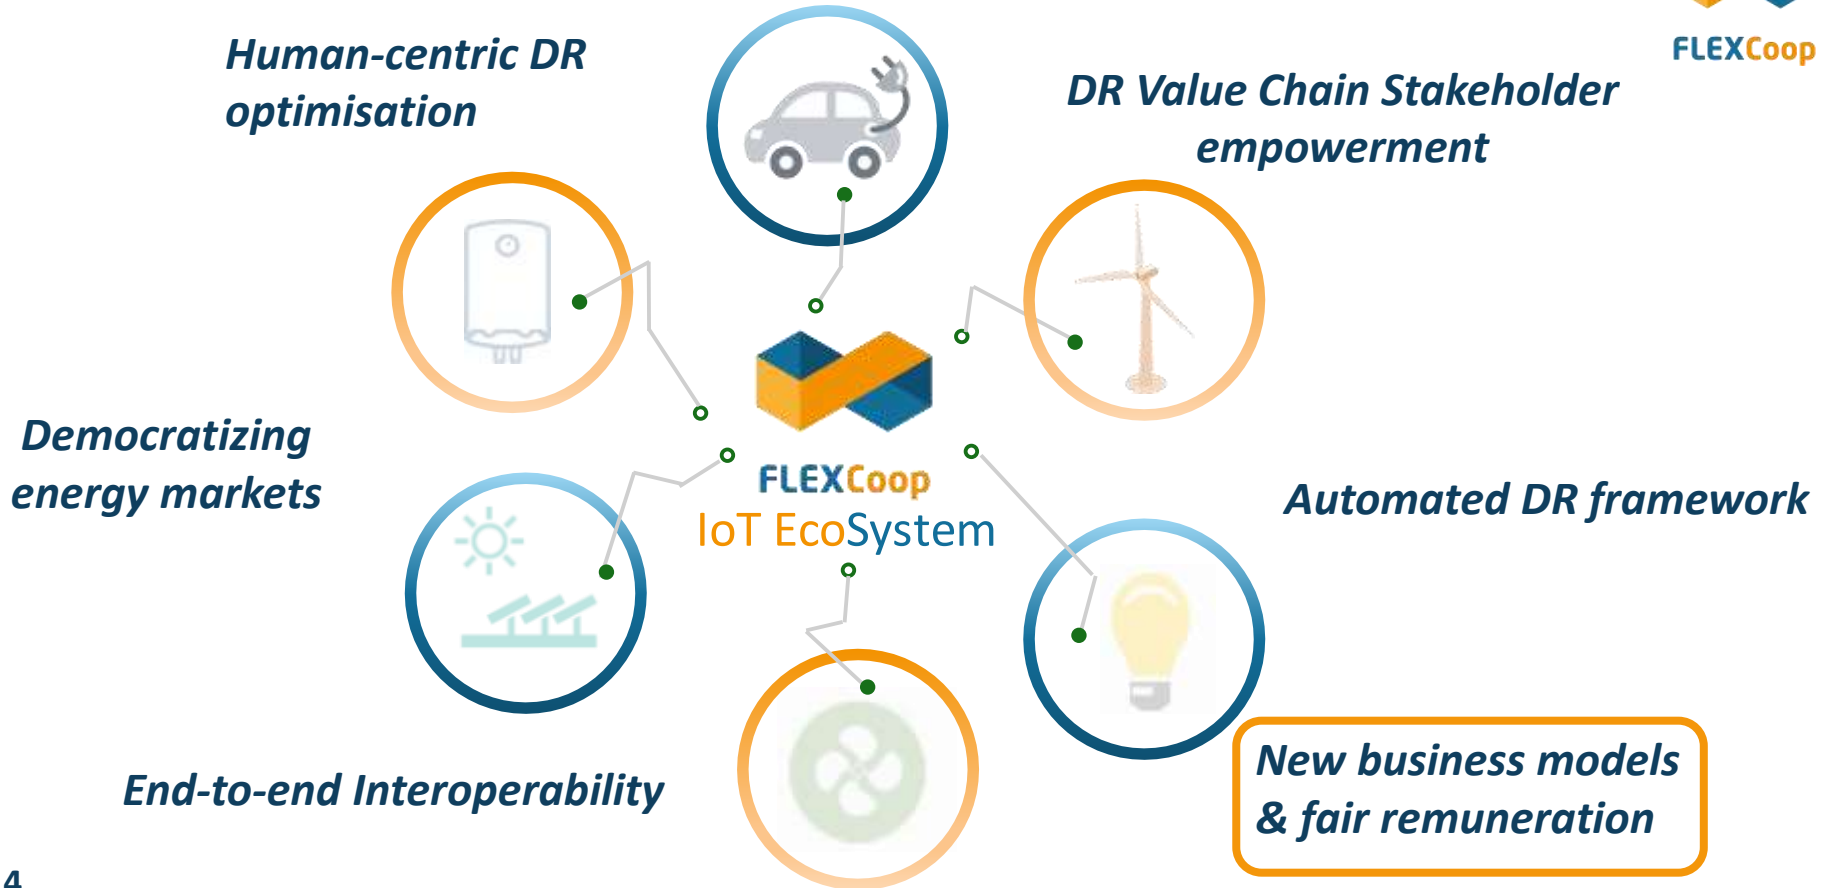 FLEXCoop
Human-centric DR
optimisation
DR Value Chain Stakeholder
empowerment
Democratizing
energy markets
FLEXCoop
IoT EcoSystem
Automated DR framework
End-to-end Interoperability
New business models
& fair remuneration
4